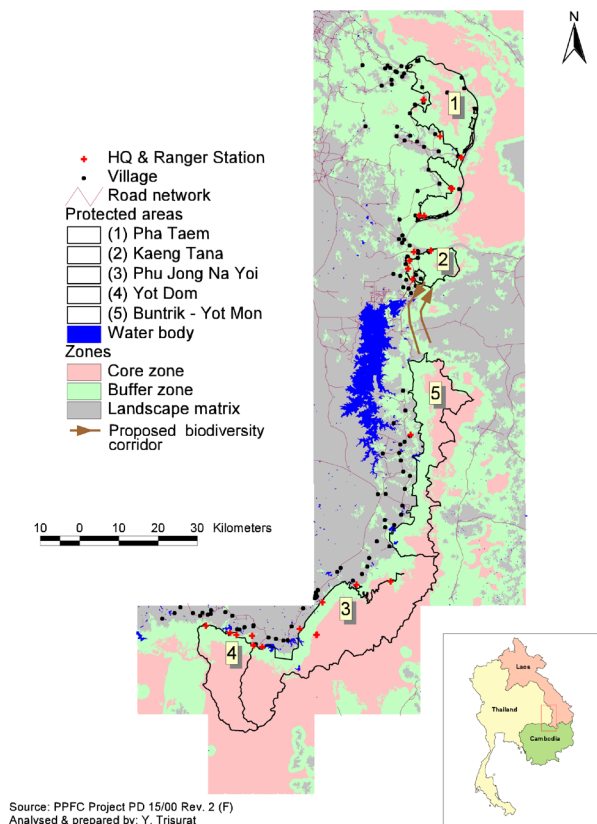 N
HQ & Ranger Station
Village
Road network
Protected areas
(1) Pha Taem
(2) Kaeng Tana
(3) Phu Jong Na Yoi
(4) Yot Dom
(5) Buntrik - Yot Mon
Water body
Zones
Core zone
Buffer zone
Landscape matrix
Proposed biodiversity
corridor
10 0 10 20 30 Kilometers
1
2
5
3
4
Laos
Thailand
Cambodia
Source: PPFC Project PD 15/00 Rev. 2 (F)
Analysed & prepared by: Y. Trisurat